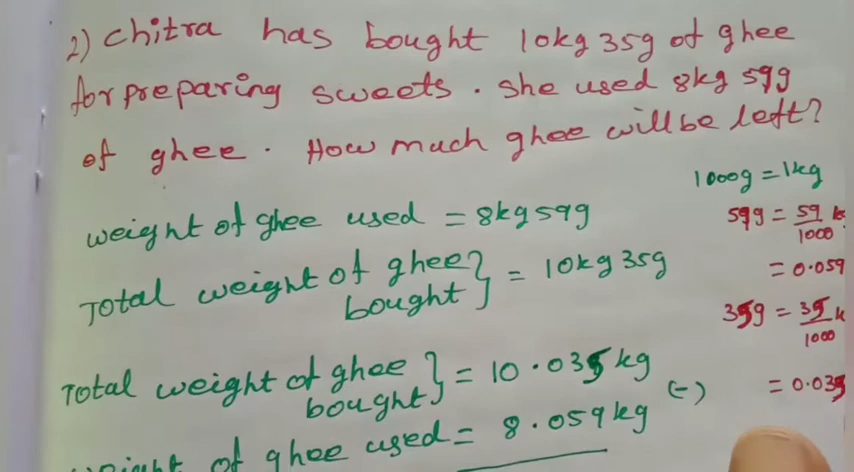 2) Chitra has bought 10kg 35g of ghee
for preparing sweets. She used 8kg 59g
of ghee. How much ghee will be left?
1000g = 1kg
weight of ghee used = 8kg 59g
59g = 59/1000
= 0.059
Total weight of ghee bought } = 10kg 35g
35g = 35/1000
= 0.035
Total weight of ghee bought } = 10.035 kg
(-)
weight of ghee used = 8.059 kg